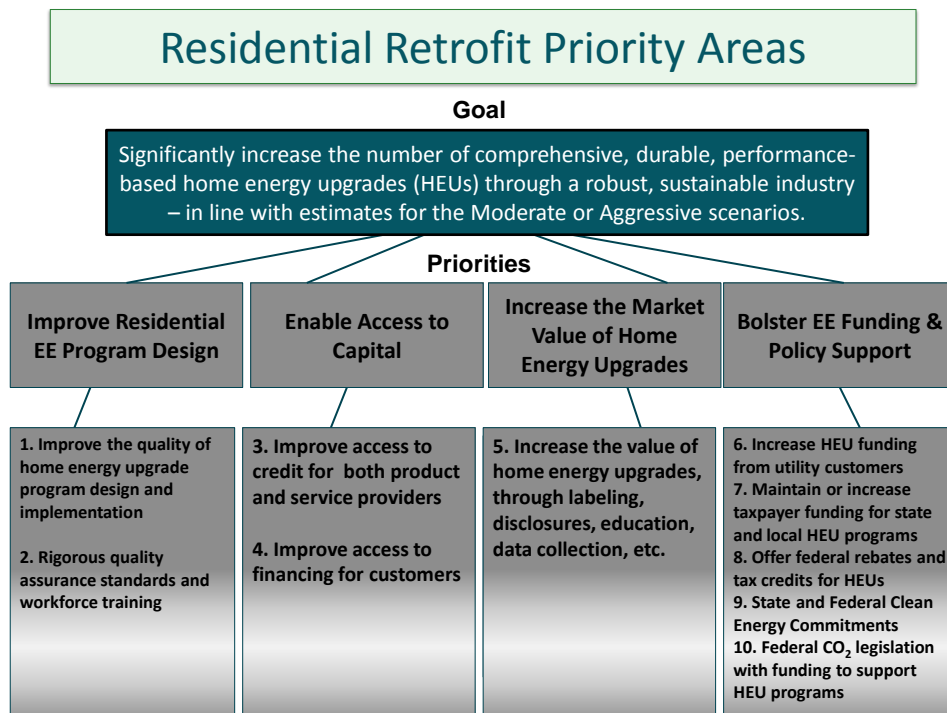 Residential Retrofit Priority Areas
Goal
Significantly increase the number of comprehensive, durable, performance-
based home energy upgrades (HEUs) through a robust, sustainable industry
– in line with estimates for the Moderate or Aggressive scenarios.
Priorities
Improve Residential
EE Program Design
Enable Access to
Capital
Increase the Market
Value of Home
Energy Upgrades
Bolster EE Funding &
Policy Support
1. Improve the quality of
home energy upgrade
program design and
implementation
2. Rigorous quality
assurance standards and
workforce training
3. Improve access to
credit for both product
and service providers
4. Improve access to
financing for customers
5. Increase the value of
home energy upgrades,
through labeling,
disclosures, education,
data collection, etc.
6. Increase HEU funding
from utility customers
7. Maintain or increase
taxpayer funding for state
and local HEU programs
8. Offer federal rebates and
tax credits for HEUs
9. State and Federal Clean
Energy Commitments
10. Federal CO₂ legislation
with funding to support
HEU programs